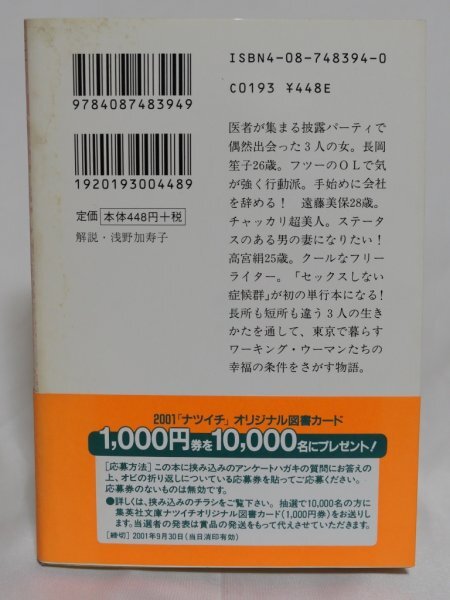 ISBN4-08-748394-0
9784087483949
C0193 ¥448E
1920193004489
定価 本体448円+税
解説・浅野加寿子
医者が集まる披露パーティで
偶然出会った3人の女。長岡
笙子26歳。フツーのOLで気
が強く行動派。手始めに会社
を辞める! 遠藤美保28歳。
チャッカリ超美人。ステータ
スのある男の妻になりたい!
高宮絹25歳。クールなフリー
ライター。「セックスしない
症候群」が初の単行本になる!
長所も短所も違う3人の生き
かたを通して、東京で暮らす
ワーキング・ウーマンたちの
幸福の条件をさがす物語。
2001「ナツイチ」オリジナル図書カード
1,000円券を10,000名にプレゼント!
[応募方法]この本に挟み込みのアンケートハガキの質問にお答えの
上、オビの折り返しについている応募券を貼ってご応募ください。
応募券のないものは無効です。
●詳しくは、挟み込みのチラシをご覧下さい。抽選で10,000名の方に
集英社文庫ナツイチオリジナル図書カード(1,000円券)をお送りし
ます。当選者の発表は賞品の発送をもって代えさせていただきます。
[締切]2001年9月30日(当日消印有効)